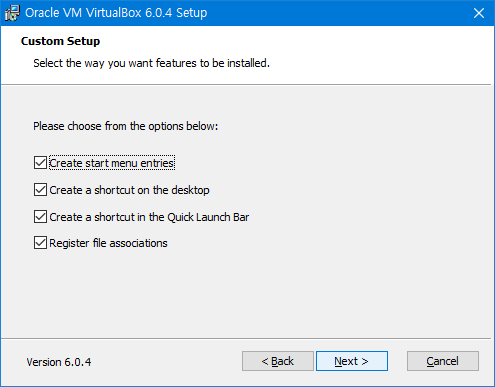 Oracle VM VirtualBox 6.0.4 Setup
Custom Setup
Select the way you want features to be installed.
Please choose from the options below:
Create start menu entries
Create a shortcut on the desktop
Create a shortcut in the Quick Launch Bar
Register file associations
Version 6.0.4
< Back
Next >
Cancel